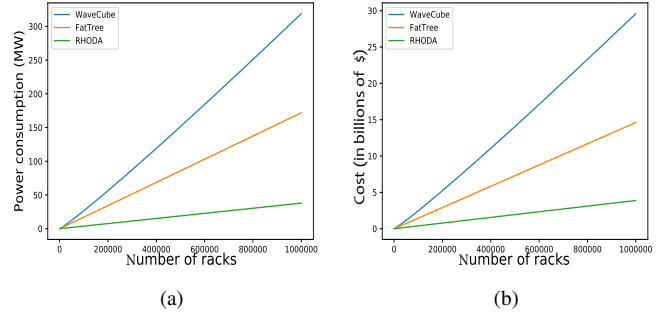 WaveCube
FatTree
RHODA
Power consumption (MW)
350
300
250
200
150
100
50
0
0 200000 400000 600000 800000 1000000
Number of racks
(a)
WaveCube
FatTree
RHODA
Cost (in billions of $)
30
25
20
15
10
5
0
0 200000 400000 600000 800000 1000000
Number of racks
(b)